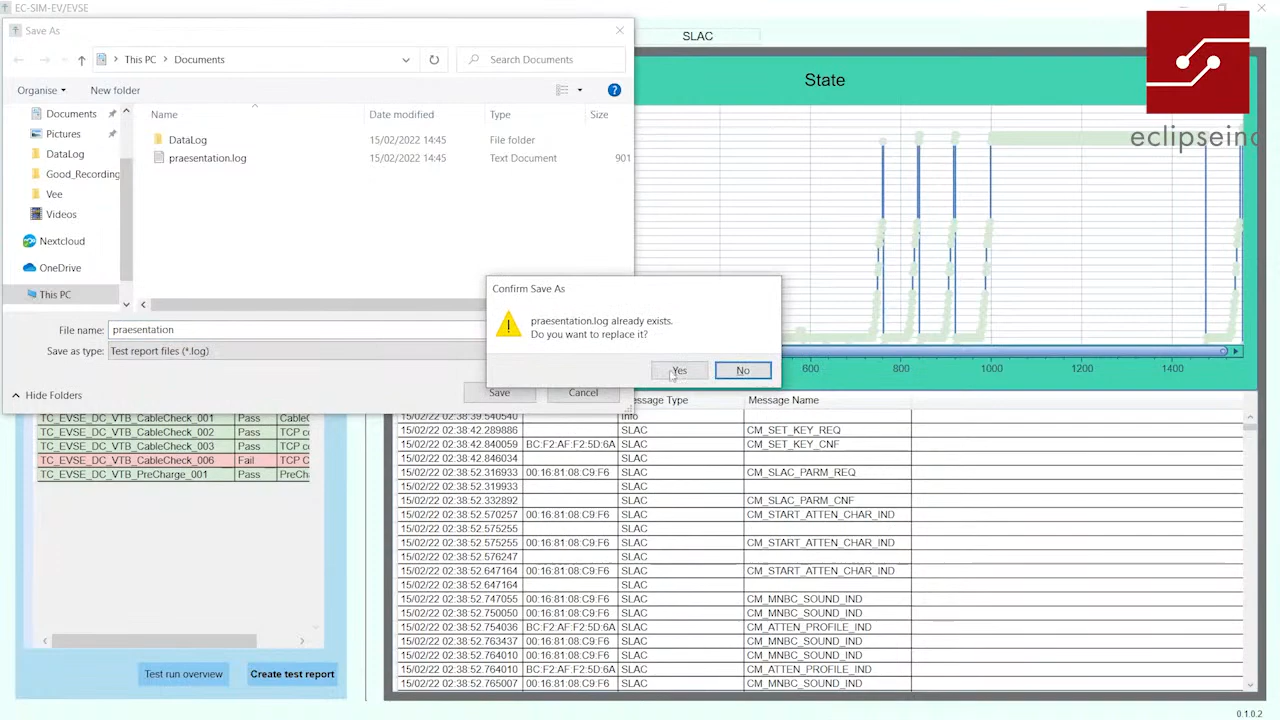 EC-SIM-EV/EVSE
Save As
This PC > Documents
Search Documents
Organise
New folder
?
Documents
Pictures
DataLog
Good_Recording
Vee
Videos
Nextcloud
OneDrive
This PC
Name Date modified Type Size
DataLog 15/02/2022 14:45 File folder
praesentation.log 15/02/2022 14:45 Text Document 901
File name: praesentation
Save as type: Test report files (*.log)
Hide Folders
Save
Cancel
Confirm Save As
praesentation.log already exists.
Do you want to replace it?
Yes
No
SLAC
State
eclipseina
600 800 1000 1200 1400
TC_EVSE_DC_VTB_CableCheck_001 Pass CableC
TC_EVSE_DC_VTB_CableCheck_002 Pass TCP co
TC_EVSE_DC_VTB_CableCheck_003 Pass TCP c
TC_EVSE_DC_VTB_CableCheck_006 Fail TCP C
TC_EVSE_DC_VTB_PreCharge_001 Pass PreCh
Test run overview
Create test report
essage Type Message Name
15/02/22 02:38:39.540540 Info
15/02/22 02:38:42.289886 SLAC CM_SET_KEY_REQ
15/02/22 02:38:42.840059 BC.F2.AF.F2.5D.6A SLAC CM_SET_KEY_CNF
15/02/22 02:38:42.846034 SLAC
15/02/22 02:38:52.316933 00.16.81.08.C9.F6 SLAC CM_SLAC_PARM_REQ
15/02/22 02:38:52.319933 SLAC
15/02/22 02:38:52.332892 SLAC CM_SLAC_PARM_CNF
15/02/22 02:38:52.570257 00.16.81.08.C9.F6 SLAC CM_START_ATTEN_CHAR_IND
15/02/22 02:38:52.575255 SLAC
15/02/22 02:38:52.575255 00.16.81.08.C9.F6 SLAC CM_START_ATTEN_CHAR_IND
15/02/22 02:38:52.576247 SLAC
15/02/22 02:38:52.647164 00.16.81.08.C9.F6 SLAC CM_START_ATTEN_CHAR_IND
15/02/22 02:38:52.647164 SLAC
15/02/22 02:38:52.747055 00.16.81.08.C9.F6 SLAC CM_MNBC_SOUND_IND
15/02/22 02:38:52.750050 00.16.81.08.C9.F6 SLAC CM_MNBC_SOUND_IND
15/02/22 02:38:52.754036 BC.F2.AF.F2.5D.6A SLAC CM_ATTEN_PROFILE_IND
15/02/22 02:38:52.763437 00.16.81.08.C9.F6 SLAC CM_MNBC_SOUND_IND
15/02/22 02:38:52.764010 00.16.81.08.C9.F6 SLAC CM_MNBC_SOUND_IND
15/02/22 02:38:52.764010 BC.F2.AF.F2.5D.6A SLAC CM_ATTEN_PROFILE_IND
15/02/22 02:38:52.765007 00.16.81.08.C9.F6 SLAC CM_MNBC_SOUND_IND
0.1.0.2